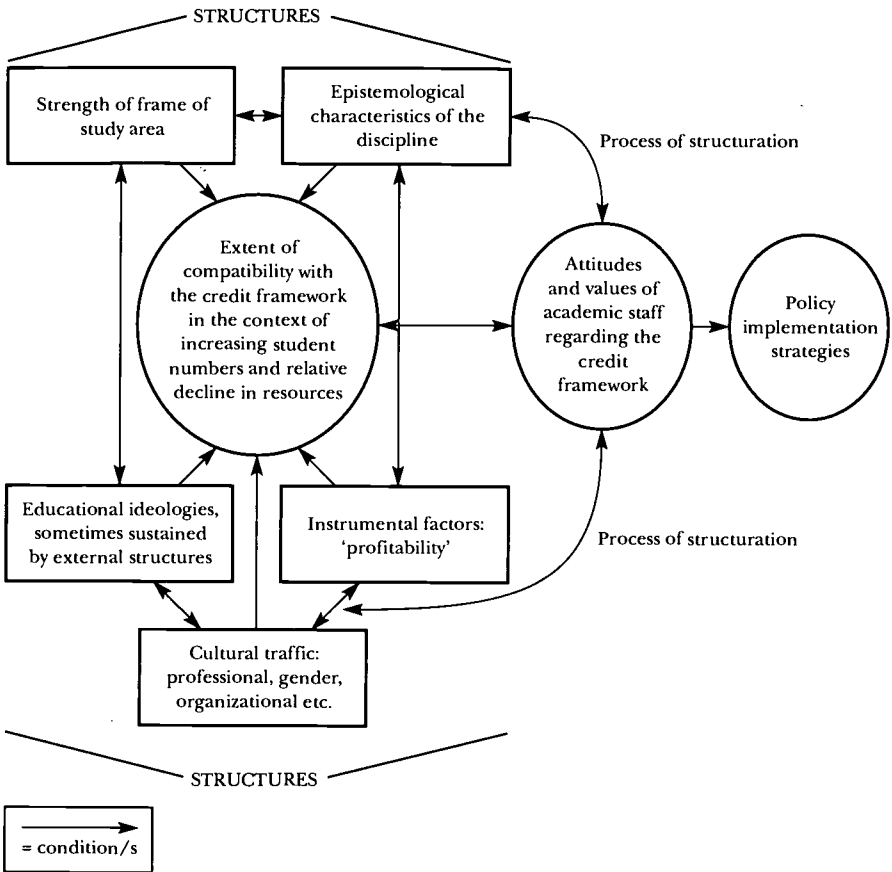 STRUCTURES
Strength of frame of
study area
Epistemological
characteristics of the
discipline
Process of structuration
Extent of
compatibility with
the credit framework
in the context of
increasing student
numbers and relative
decline in resources
Attitudes
and values of
academic staff
regarding the
credit
framework
Policy
implementation
strategies
Educational ideologies,
sometimes sustained
by external structures
Instrumental factors:
‘profitability’
Process of structuration
Cultural traffic:
professional, gender,
organizational etc.
STRUCTURES
= condition/s